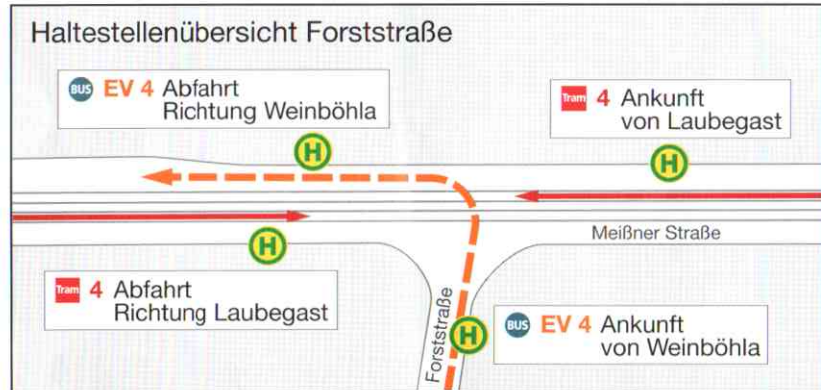 Haltestellenübersicht Forststraße
BUS EV 4 Abfahrt
Richtung Weinböhla
Tram 4 Ankunft
von Laubegast
H
H
Meißner Straße
H
Tram 4 Abfahrt
Richtung Laubegast
Forststraße
H
BUS EV 4 Ankunft
von Weinböhla